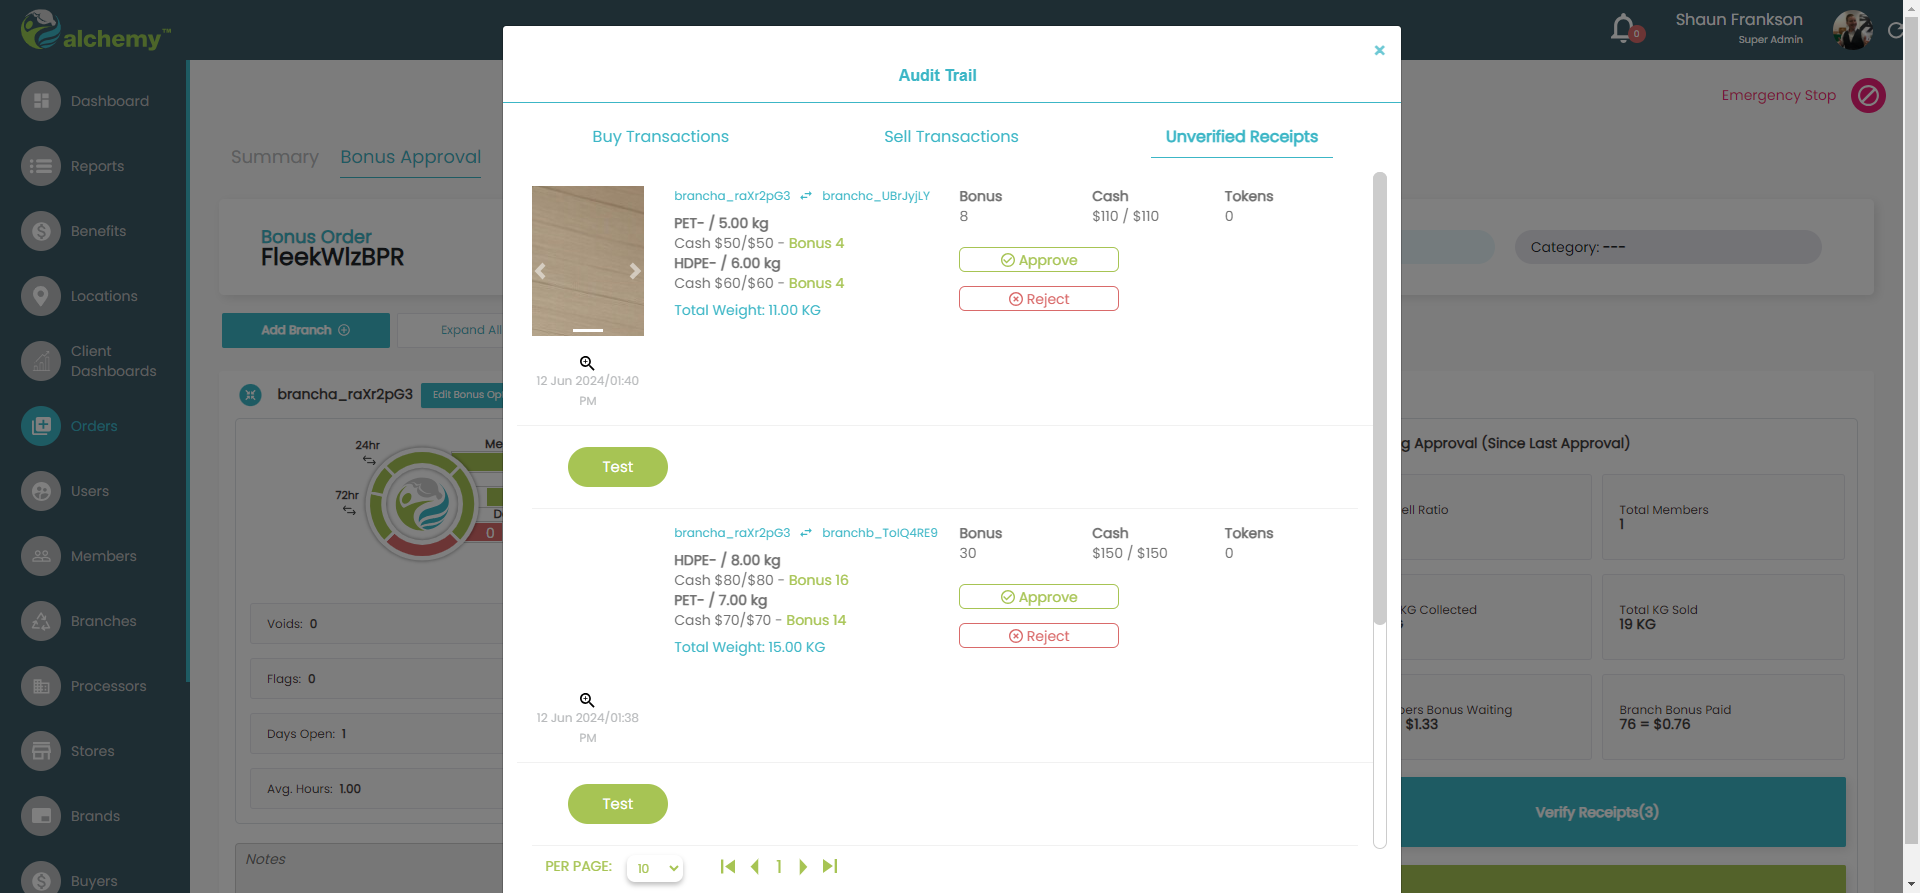 alchemy™
Shaun Frankson
Super Admin
0
Dashboard
Reports
Benefits
Locations
Client
Dashboards
Orders
Users
Members
Branches
Processors
Stores
Brands
Buyers
Emergency Stop
Summary
Bonus Approval
Bonus Order
FleekWlzBPR
Category: ---
Add Branch
Expand All
brancha_raXr2pG3
Edit Bonus Op
24hr
72hr
Me
D
0
Voids: 0
Flags: 0
Days Open: 1
Avg. Hours: 1.00
Notes
Audit Trail
×
Buy Transactions
Sell Transactions
Unverified Receipts
brancha_raXr2pG3 branchc_UBrJyjLY
PET- / 5.00 kg
Cash $50/$50 - Bonus 4
HDPE- / 6.00 kg
Cash $60/$60 - Bonus 4
Total Weight: 11.00 KG
Bonus
8
Cash
$110 / $110
Tokens
0
Approve
Reject
12 Jun 2024/01:40
PM
Test
brancha_raXr2pG3 branchb_ToIQ4RE9
HDPE- / 8.00 kg
Cash $80/$80 - Bonus 16
PET- / 7.00 kg
Cash $70/$70 - Bonus 14
Total Weight: 15.00 KG
Bonus
30
Cash
$150 / $150
Tokens
0
Approve
Reject
12 Jun 2024/01:38
PM
Test
PER PAGE: 10 1
g Approval (Since Last Approval)
ell Ratio
Total Members
1
KG Collected
Total KG Sold
19 KG
bers Bonus Waiting
$1.33
Branch Bonus Paid
76 = $0.76
Verify Receipts(3)